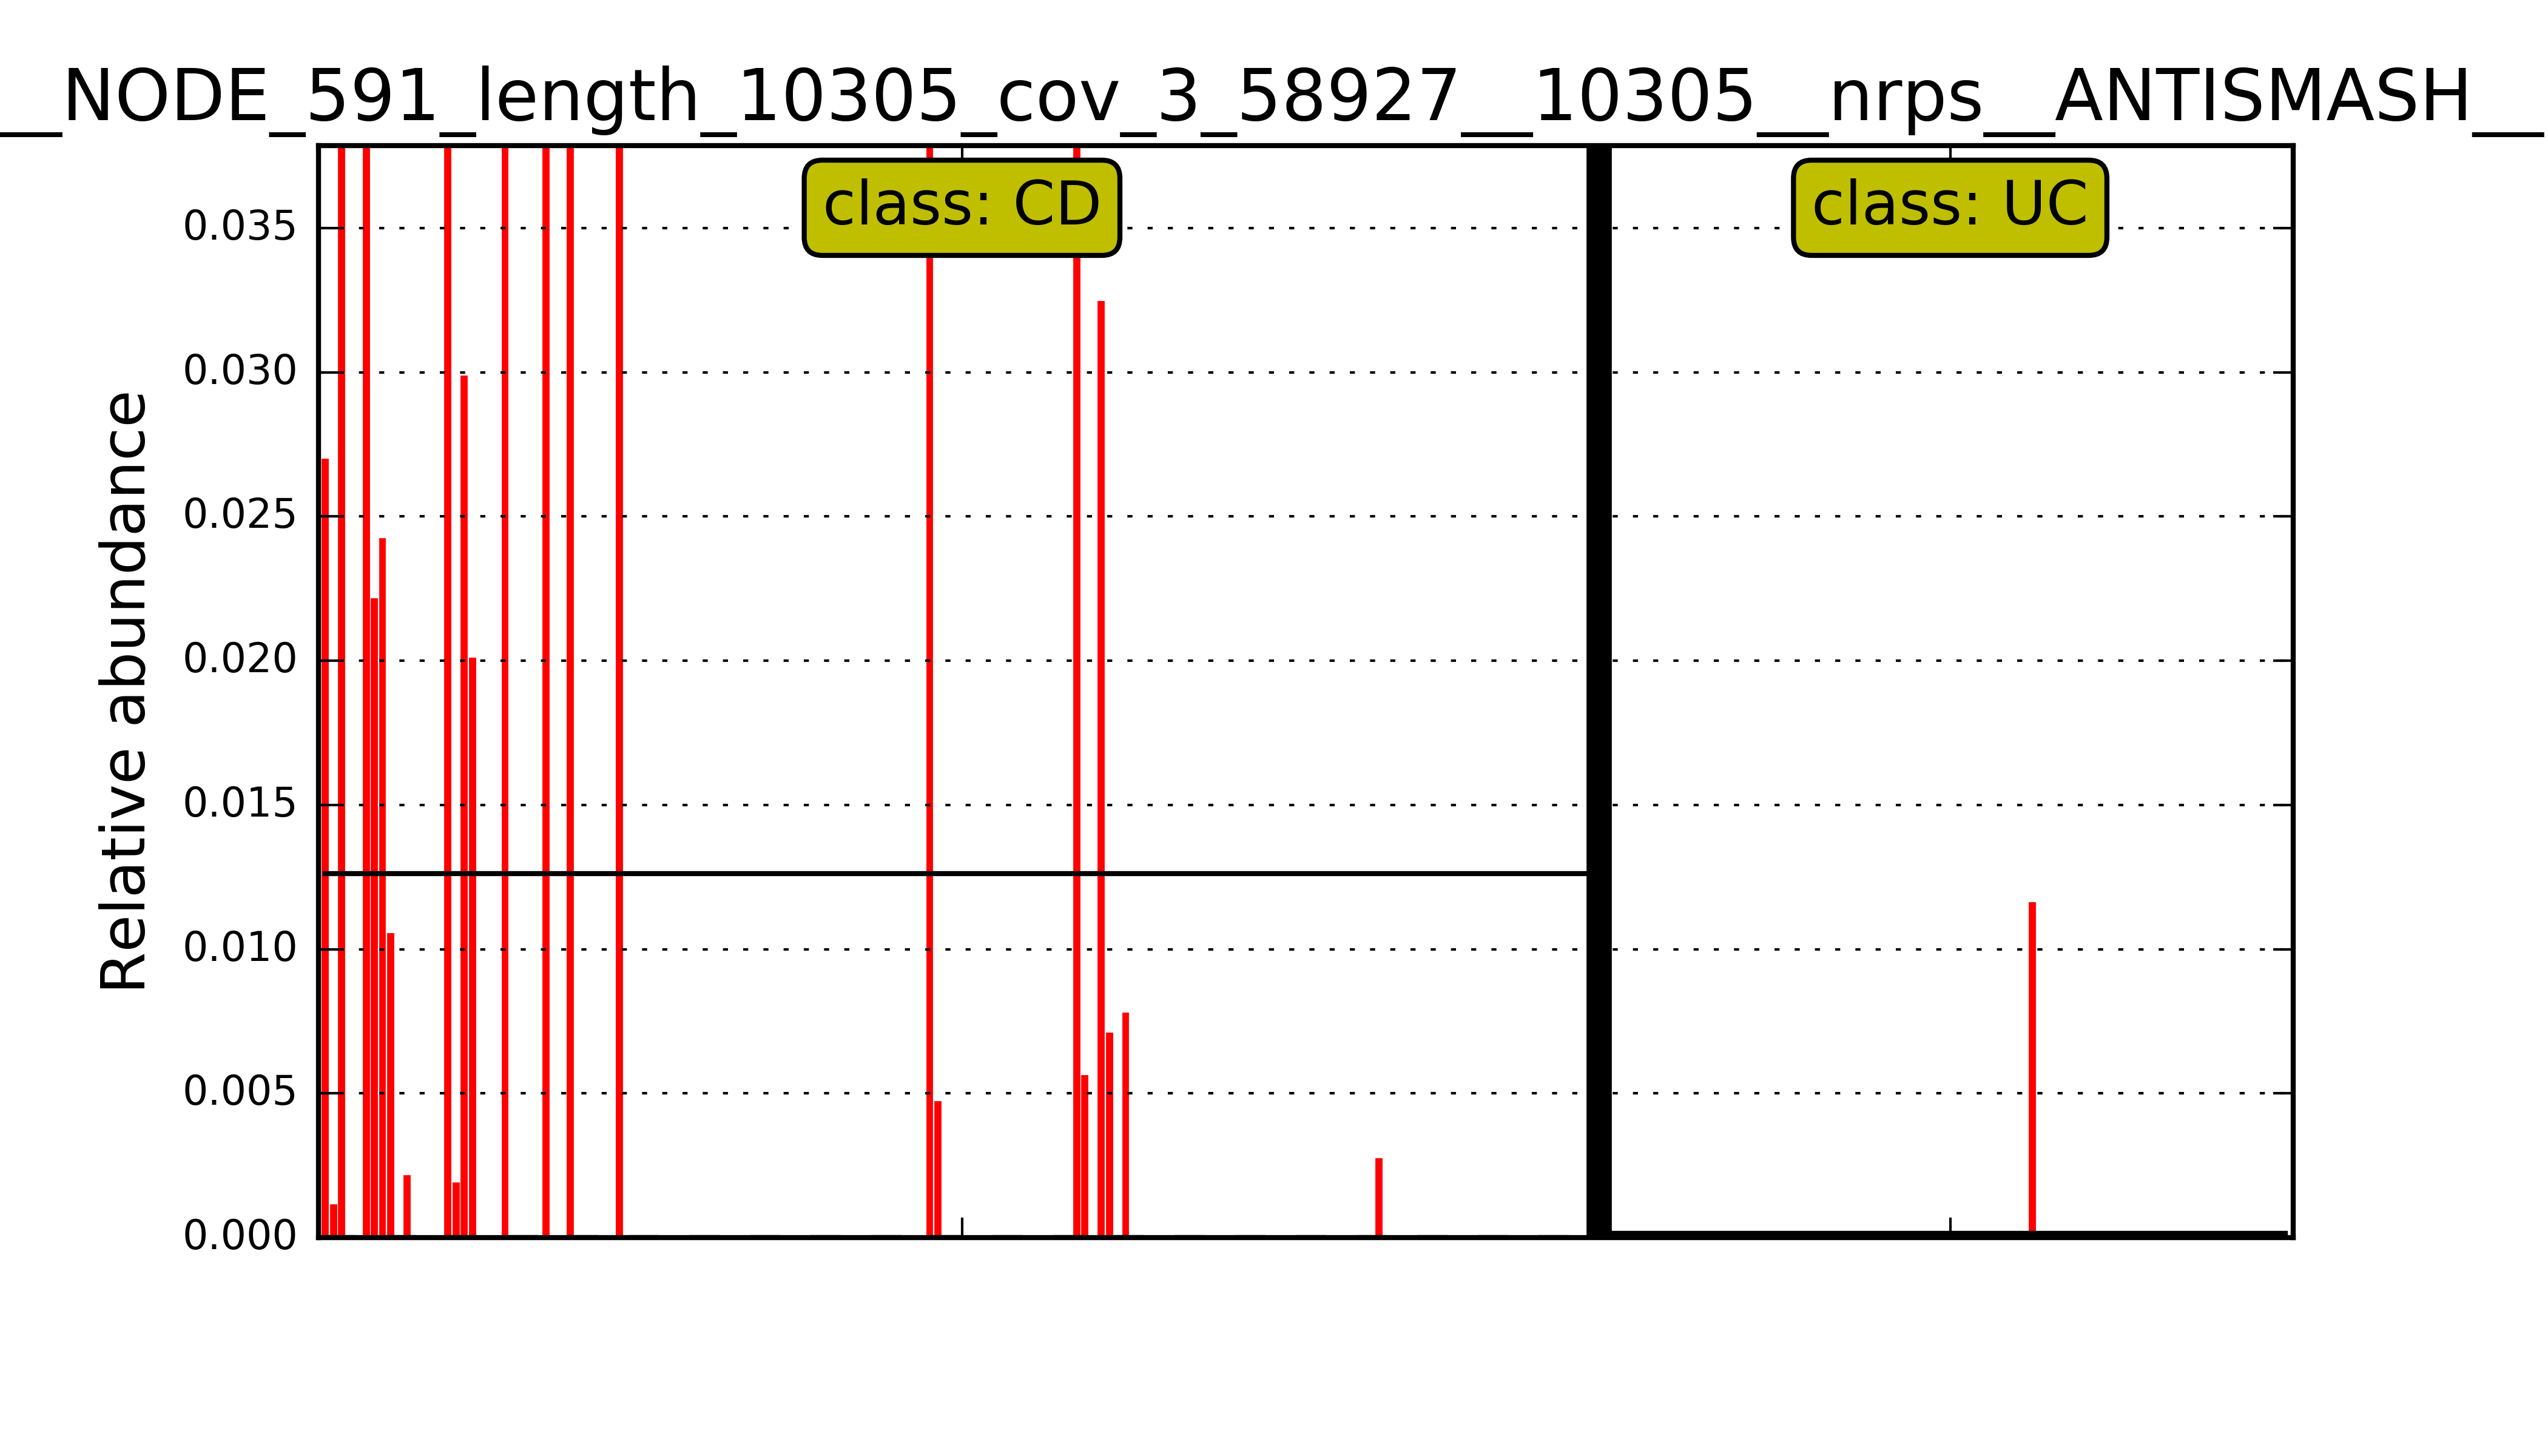 __NODE_591_length_10305_cov_3_58927__10305__nrps__ANTISMASH__
class: CD
class: UC
Relative abundance
0.035
0.030
0.025
0.020
0.015
0.010
0.005
0.000